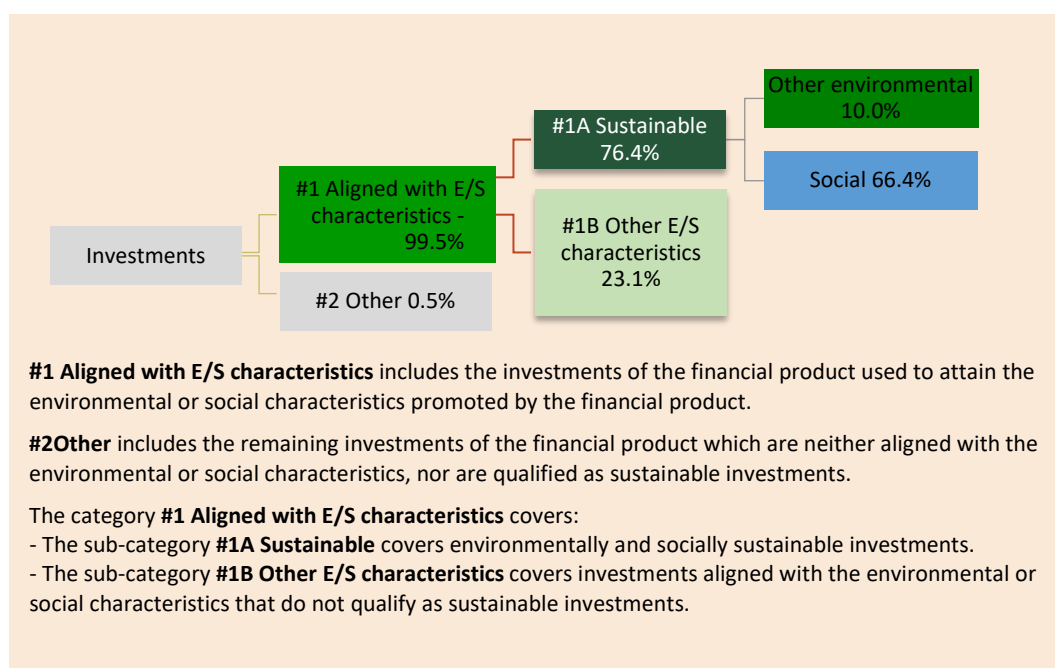 Other environmental
10.0%
#1A Sustainable
76.4%
Social 66.4%
#1 Aligned with E/S
characteristics -
99.5%
#1B Other E/S
characteristics
23.1%
Investments
#2 Other 0.5%
#1 Aligned with E/S characteristics includes the investments of the financial product used to attain the
environmental or social characteristics promoted by the financial product.
#2Other includes the remaining investments of the financial product which are neither aligned with the
environmental or social characteristics, nor are qualified as sustainable investments.
The category #1 Aligned with E/S characteristics covers:
- The sub-category #1A Sustainable covers environmentally and socially sustainable investments.
- The sub-category #1B Other E/S characteristics covers investments aligned with the environmental or
social characteristics that do not qualify as sustainable investments.